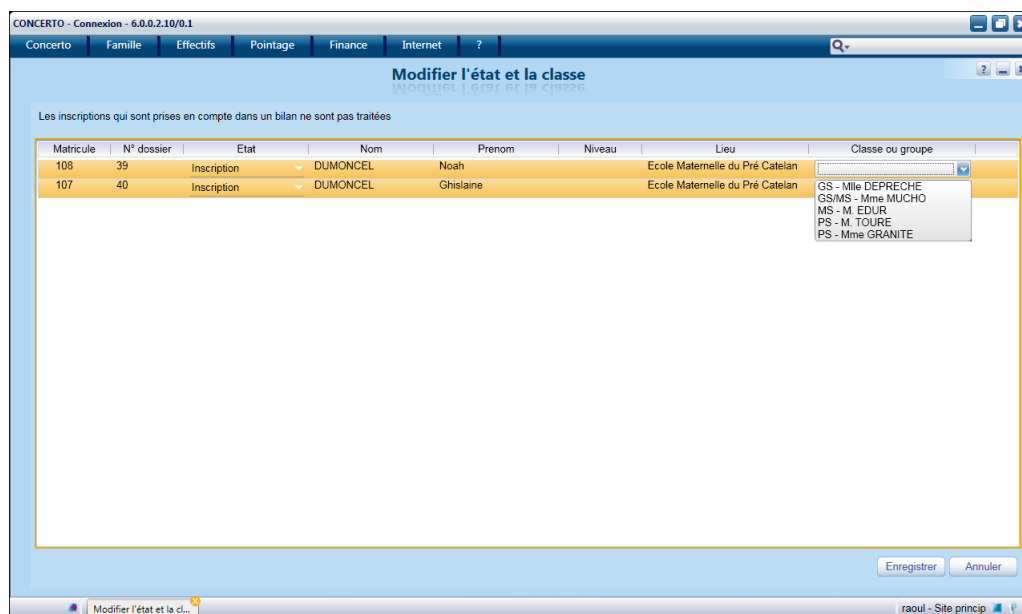 CONCERTO - Connexion - 6.0.0.2.10/0.1
Concerto Famille Effectifs Pointage Finance Internet ?
Modifier l'état et la classe
Les inscriptions qui sont prises en compte dans un bilan ne sont pas traitées
Matricule N° dossier Etat Nom Prenom Niveau Lieu Classe ou groupe
108 39 Inscription DUMONCEL Noah Ecole Maternelle du Pré Catelan
107 40 Inscription DUMONCEL Ghislaine Ecole Maternelle du Pré Catelan
GS - Mlle DEPRECHE
GS/MS - Mme MUCHO
MS - M. EDUR
PS - M. TOURE
PS - Mme GRANITE
Enregistrer Annuler
Modifier l'état et la cl... raoul - Site princip